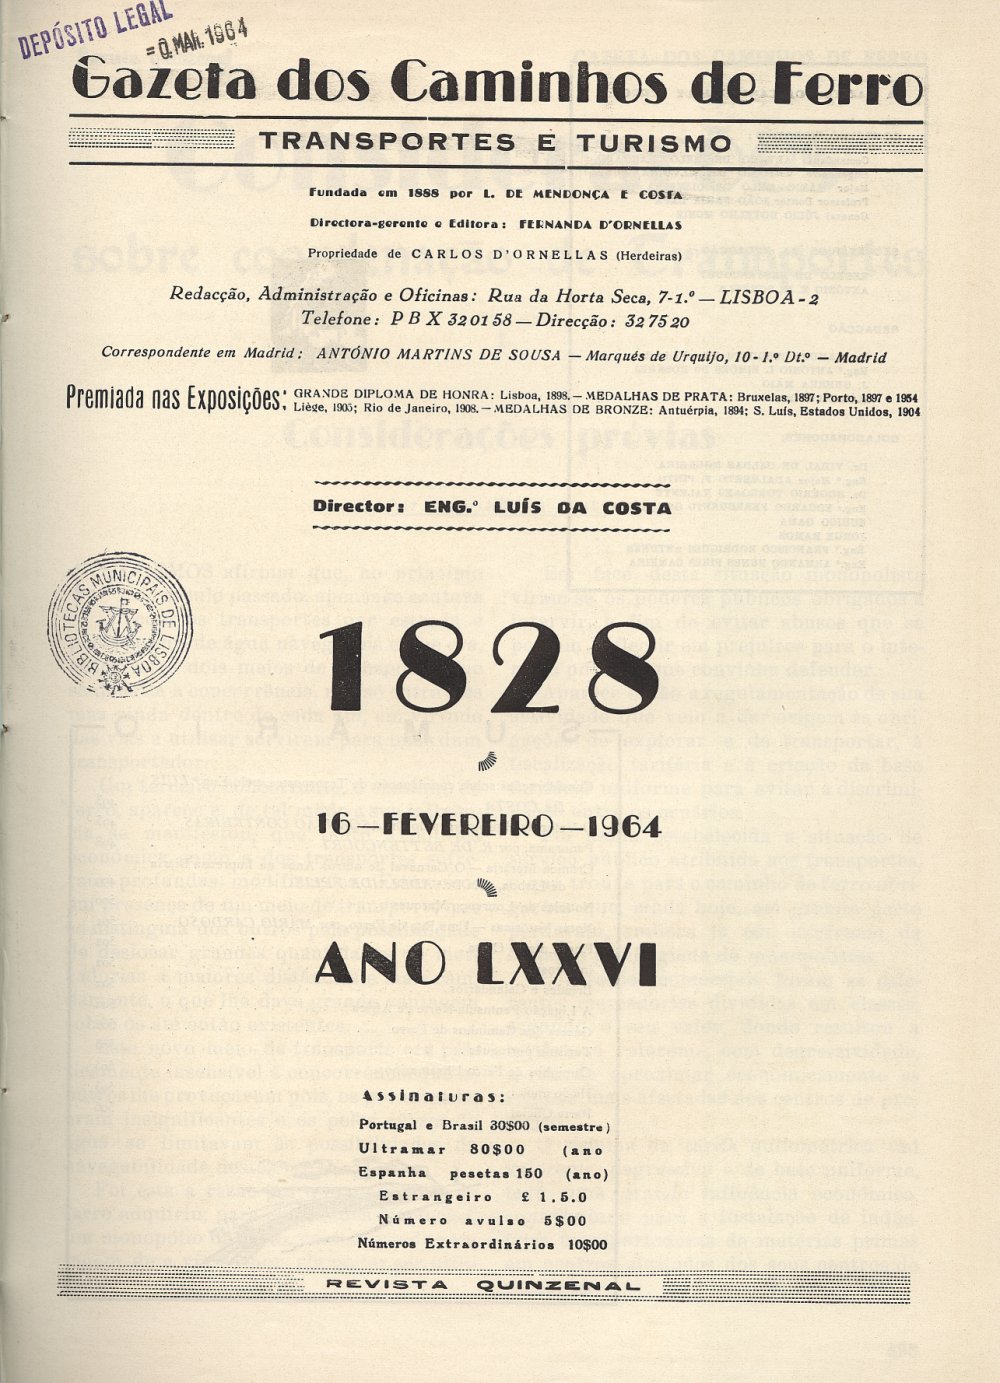 DEPÓSITO LEGAL
MAR. 1964
Gazeta dos Caminhos de Ferro
TRANSPORTES E TURISMO
Fundada em 1888 por L. DE MENDONÇA E COSTA
Directora-gerente e Editora: FERNANDA D'ORNELLAS
Propriedade de CARLOS D'ORNELLAS (Herdeiras)
Redacção, Administração e Oficinas: Rua da Horta Seca, 7-1.º — LISBOA-2
Telefone: PBX 320158 — Direcção: 327520
Correspondente em Madrid: ANTÓNIO MARTINS DE SOUSA — Marqués de Urquijo, 10-1.º Dt.º — Madrid
Premiada nas Exposições: GRANDE DIPLOMA DE HONRA: Lisboa, 1898. — MEDALHAS DE PRATA: Bruxelas, 1897; Porto, 1897 e 1954
Liège, 1905; Rio de Janeiro, 1908. — MEDALHAS DE BRONZE: Antuérpia, 1894; S. Luís, Estados Unidos, 1904
Director: ENG.º LUÍS DA COSTA
BIBLIOTECAS MUNICIPAIS DE LISBOA
1828
16 — FEVEREIRO — 1964
ANO LXXVI
Assinaturas:
Portugal e Brasil 30$00 (semestre)
Ultramar 80$00 (ano
Espanha pesetas 150 (ano)
Estrangeiro £ 1.5.0
Número avulso 5$00
Números Extraordinários 10$00
REVISTA QUINZENAL